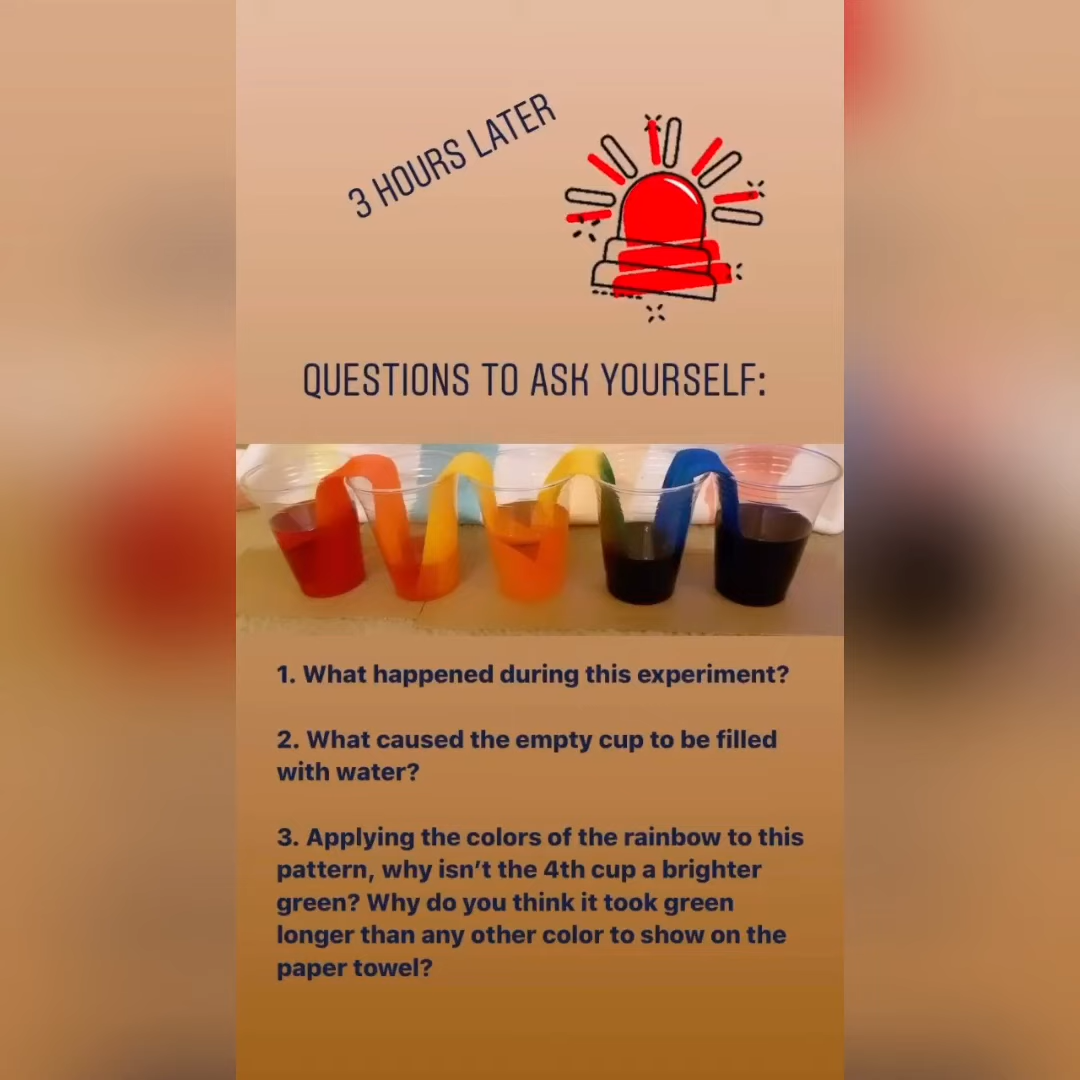 3 HOURS LATER
QUESTIONS TO ASK YOURSELF:
1. What happened during this experiment?
2. What caused the empty cup to be filled
with water?
3. Applying the colors of the rainbow to this
pattern, why isn’t the 4th cup a brighter
green? Why do you think it took green
longer than any other color to show on the
paper towel?